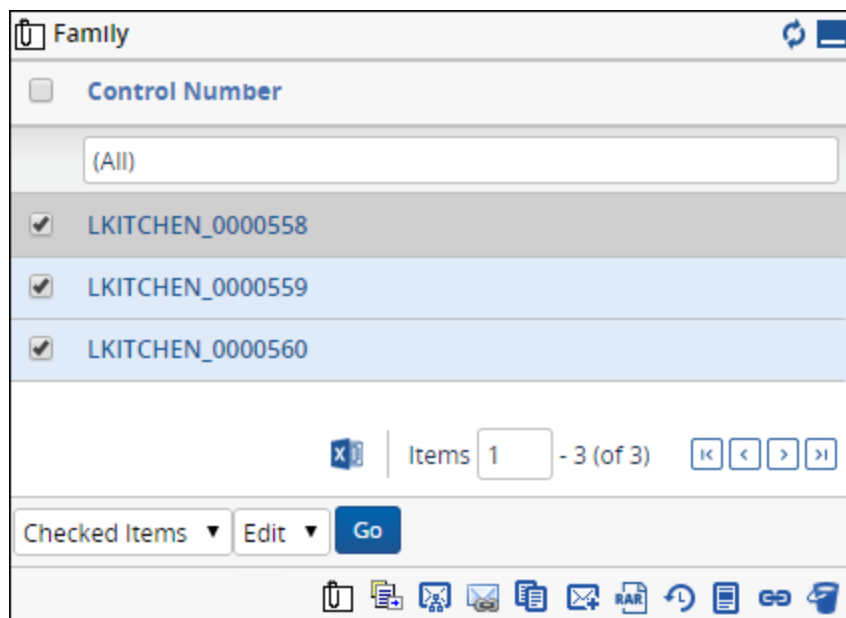 Family
Control Number
(All)
LKITCHEN_0000558
LKITCHEN_0000559
LKITCHEN_0000560
Items 1 - 3 (of 3)
Checked Items Edit Go
RAR